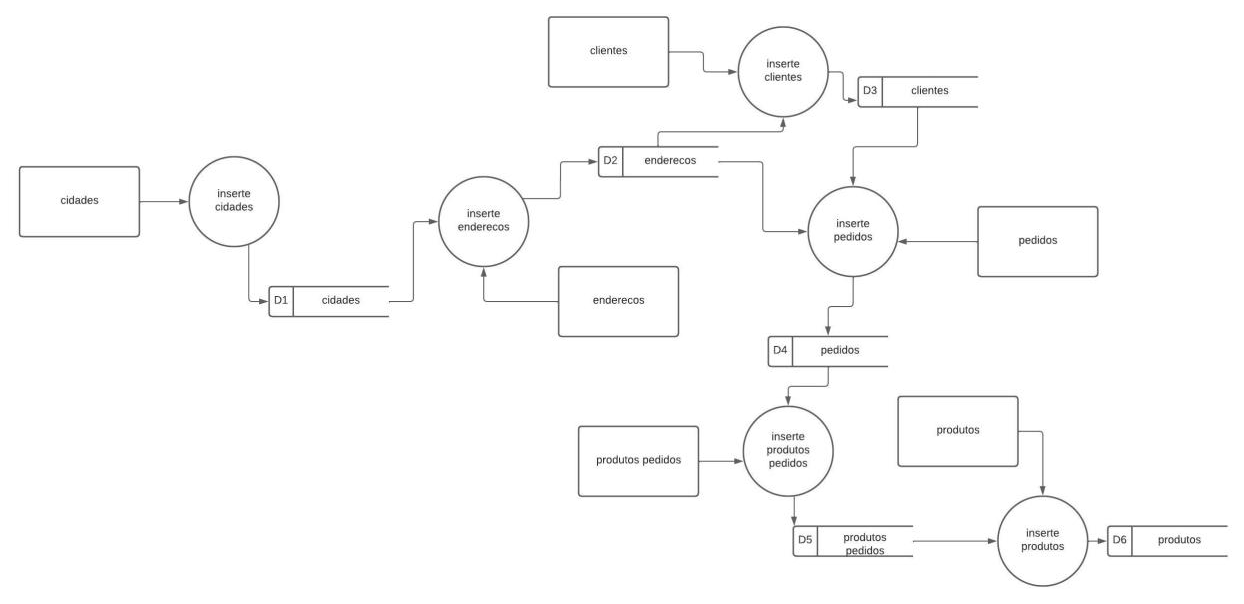 clientes
inserte
clientes
D3
clientes
D2
enderecos
cidades
inserte
cidades
inserte
enderecos
inserte
pedidos
pedidos
D1
cidades
enderecos
D4
pedidos
produtos pedidos
inserte
produtos
pedidos
produtos
D5
produtos
pedidos
inserte
produtos
D6
produtos